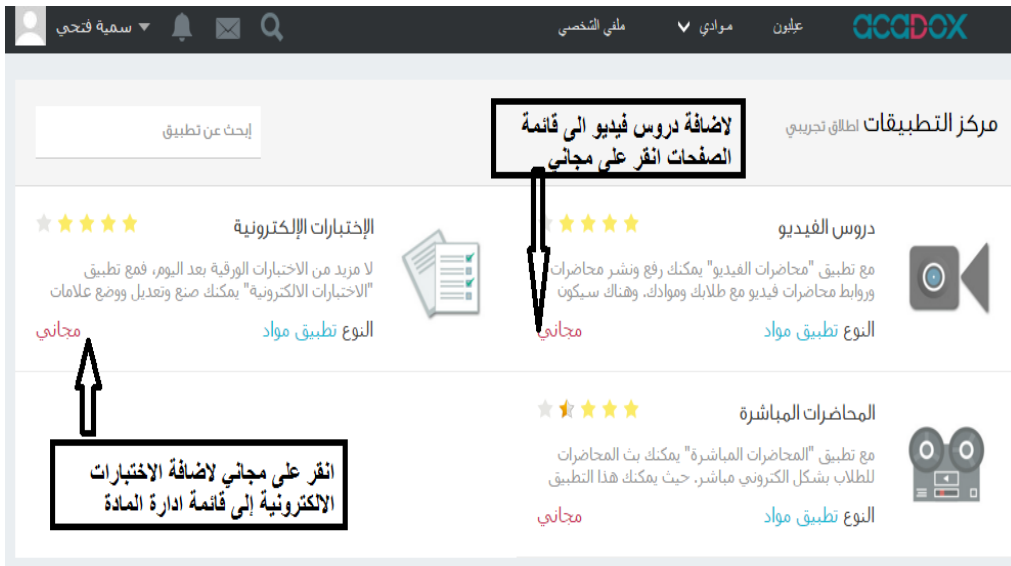 acadox عابرون موادي ملفي الشخصي سمية فتحي
مركز التطبيقات اطلاق تجريبي
إبحث عن تطبيق
لاضافة دروس فيديو الى قائمة
الصفحات انقر على مجاني
دروس الفيديو
مع تطبيق "محاضرات الفيديو" يمكنك رفع ونشر محاضرات
وروابط محاضرات فيديو مع طلابك وموادك. وهناك سيكون
النوع تطبيق مواد مجاني
الإختبارات الإلكترونية
لا مزيد من الاختبارات الورقية بعد اليوم، فمع تطبيق
"الاختبارات الالكترونية" يمكنك صنع وتعديل ووضع علامات
النوع تطبيق مواد مجاني
المحاضرات المباشرة
مع تطبيق "المحاضرات المباشرة" يمكنك بث المحاضرات
للطلاب بشكل الكتروني مباشر. حيث يمكنك هذا التطبيق
النوع تطبيق مواد مجاني
انقر على مجاني لاضافة الاختبارات
الالكترونية إلى قائمة ادارة المادة